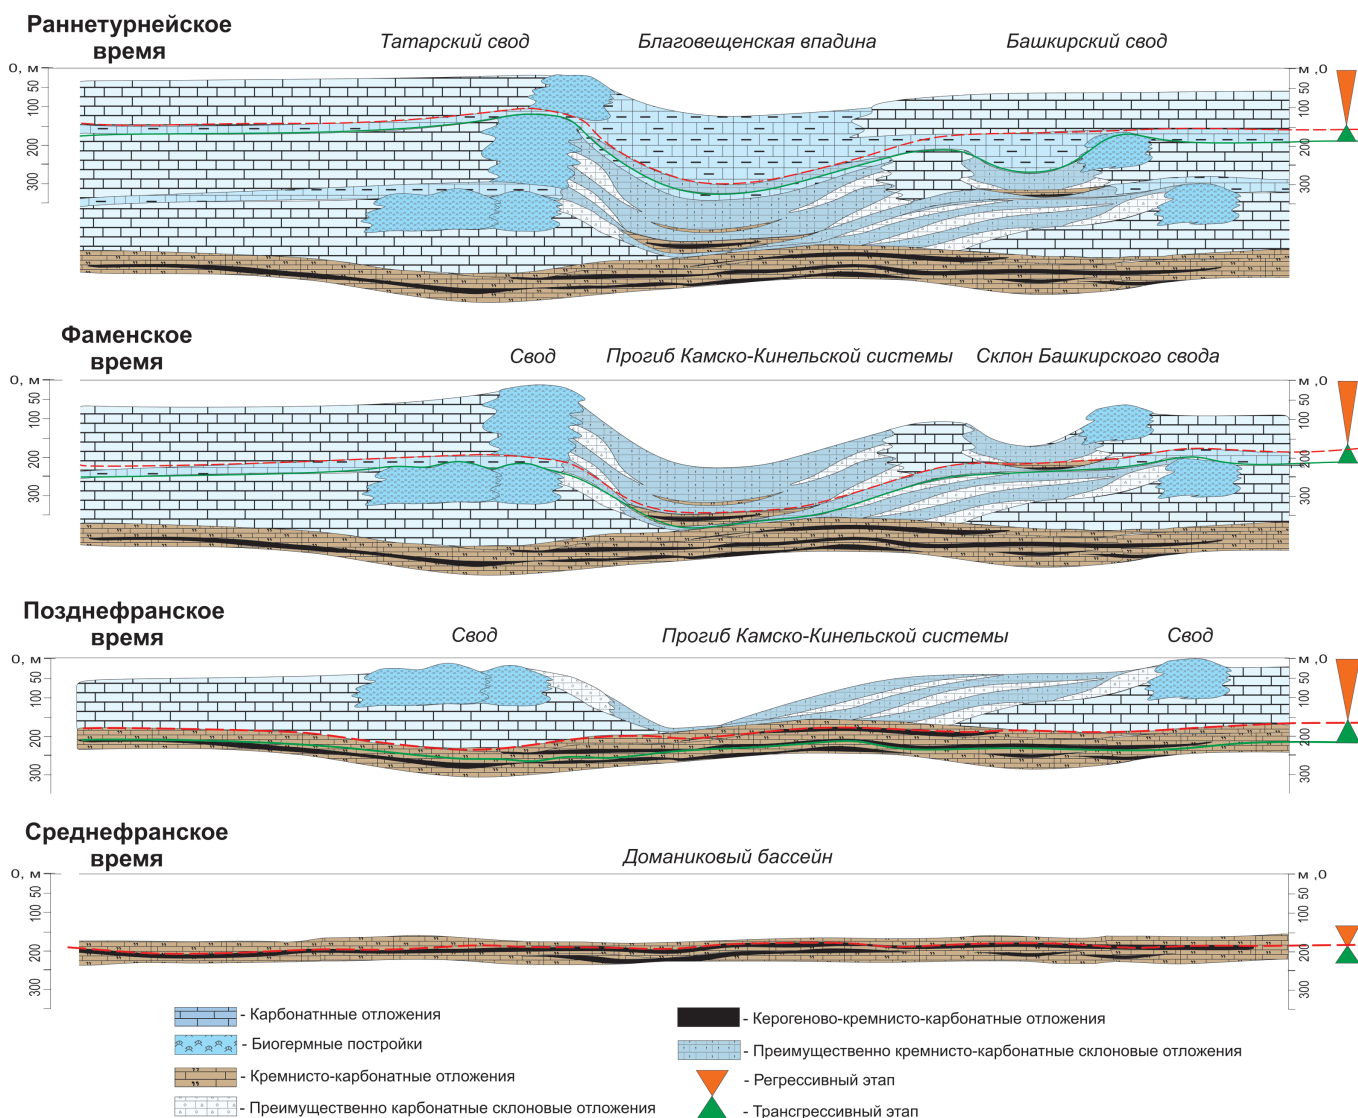 Раннетурнейское
время
Татарский свод
Благовещенская впадина
Башкирский свод
0, м
50
100
200
300
м ,0
50
100
200
300
Фаменское
время
Свод
Прогиб Камско-Кинельской системы
Склон Башкирского свода
0, м
50
100
200
300
м ,0
50
100
200
300
Позднефранское
время
Свод
Прогиб Камско-Кинельской системы
Свод
0, м
50
100
200
300
м ,0
50
100
200
300
Среднефранское
время
Доманиковый бассейн
0, м
50
100
200
300
м ,0
50
100
200
300
- Карбонатнные отложения
- Биогермные постройки
- Кремнисто-карбонатные отложения
- Преимущественно карбонатные склоновые отложения
- Керогеново-кремнисто-карбонатные отложения
- Преимущественно кремнисто-карбонатные склоновые отложения
- Регрессивный этап
- Трансгрессивный этап